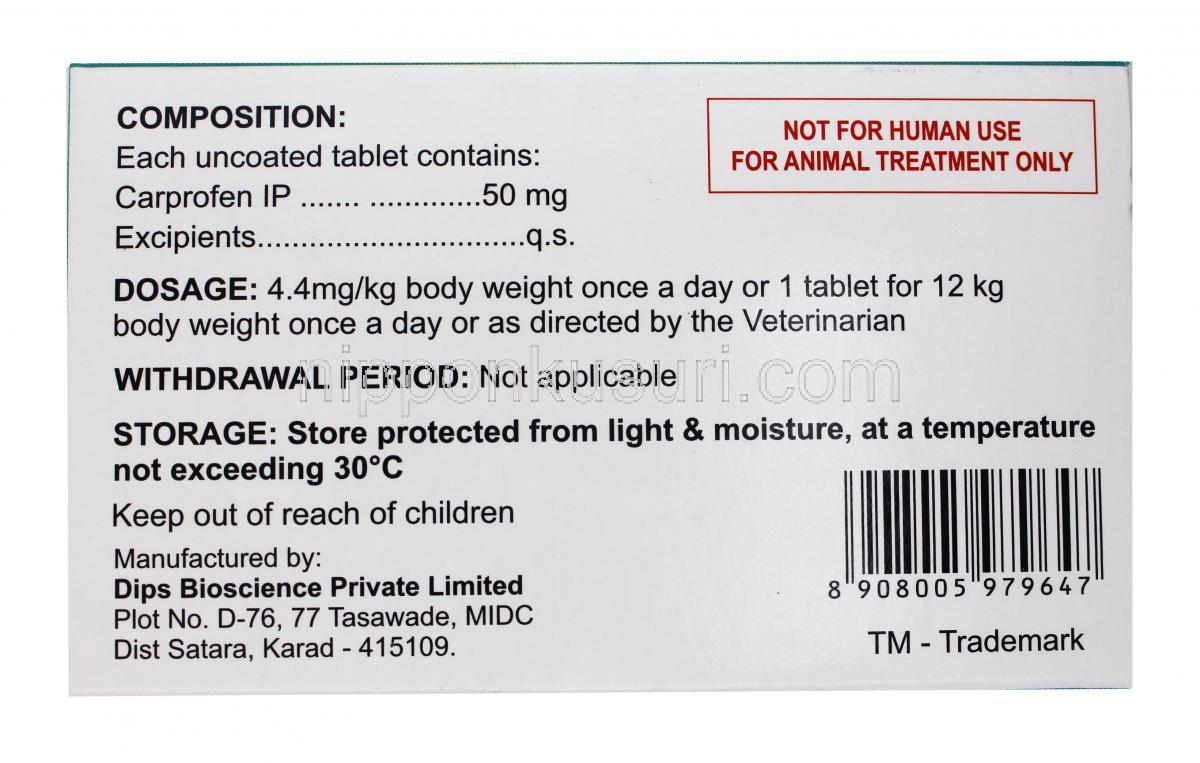 COMPOSITION:
Each uncoated tablet contains:
Carprofen IP ....... .............50 mg
Excipients...............................q.s.
NOT FOR HUMAN USE
FOR ANIMAL TREATMENT ONLY
DOSAGE: 4.4mg/kg body weight once a day or 1 tablet for 12 kg
body weight once a day or as directed by the Veterinarian
WITHDRAWAL PERIOD: Not applicable
nipponkusuri.com
STORAGE: Store protected from light & moisture, at a temperature
not exceeding 30°C
Keep out of reach of children
Manufactured by:
Dips Bioscience Private Limited
Plot No. D-76, 77 Tasawade, MIDC
Dist Satara, Karad - 415109.
8 908005 979647
TM - Trademark